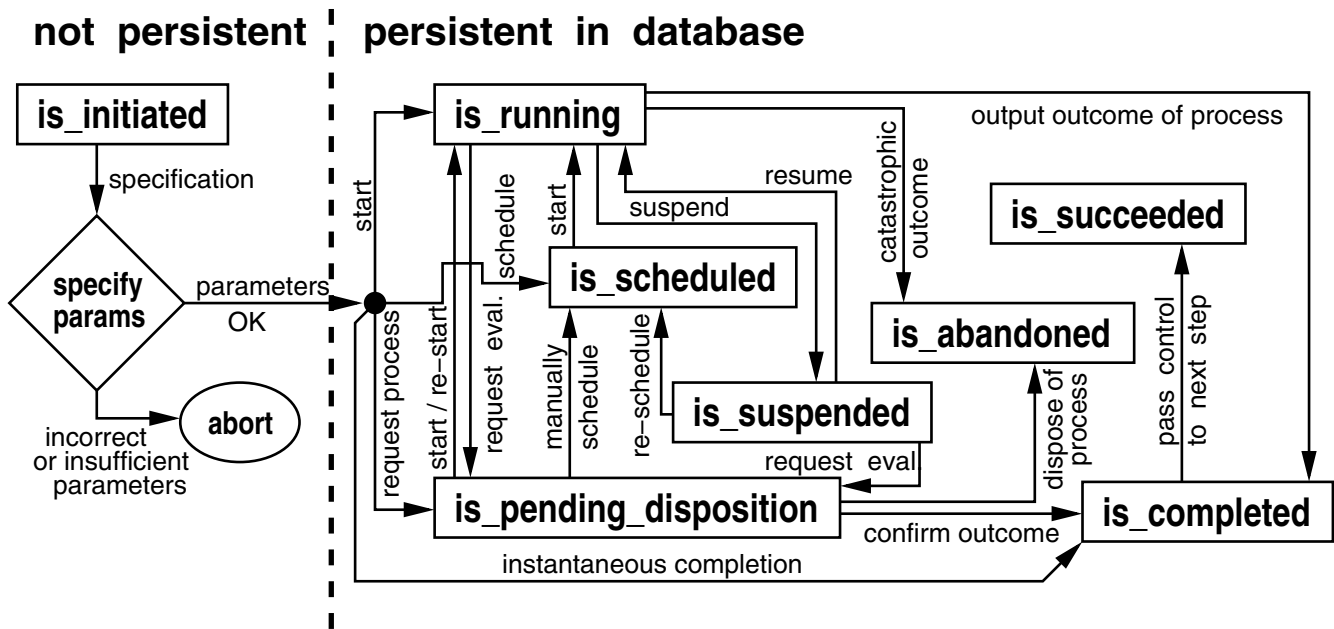 not persistent
persistent in database
is_initiated
is_running
output outcome of process
specification
start
schedule
start
resume
suspend
catastrophic
outcome
is_succeeded
specify
params
parameters
OK
is_scheduled
is_abandoned
request process
start / re-start
request eval.
manually
schedule
re-schedule
is_suspended
dispose of
process
pass control
to next step
abort
incorrect
or insufficient
parameters
request eval.
is_pending_disposition
confirm outcome
is_completed
instantaneous completion